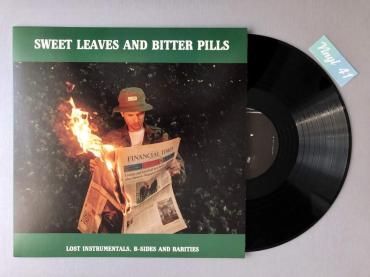 SWEET LEAVES AND BITTER PILLS
Vinyl 41
FINANCIAL TIMES
LOST INSTRUMENTALS, B-SIDES AND RARITIES